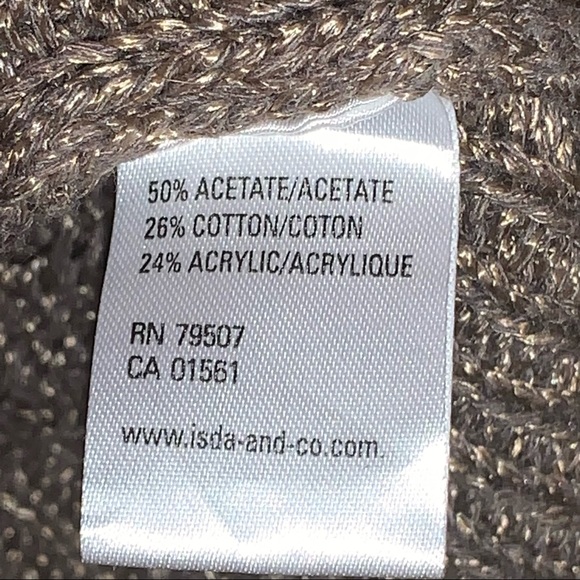 50% ACETATE/ACETATE
26% COTTON/COTON
24% ACRYLIC/ACRYLIQUE
RN 79507
CA 01561
www.isda-and-co.com.